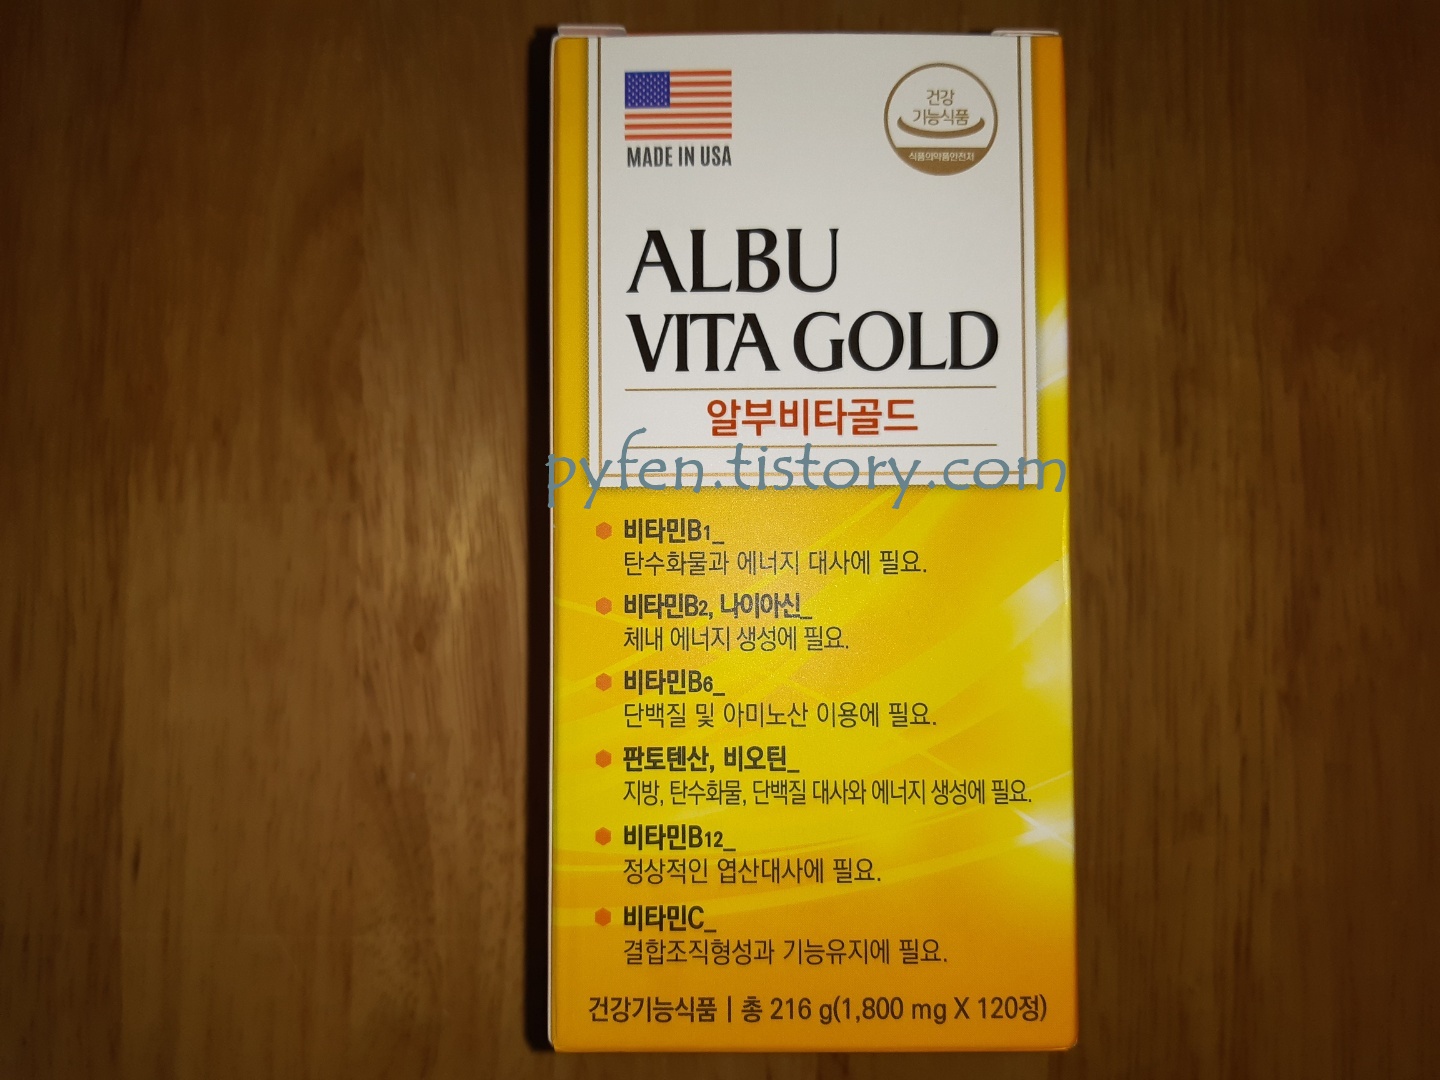 MADE IN USA
건강
기능식품
식품의약품안전처
ALBU
VITA GOLD
알부비타골드
pyfen.tistory.com
비타민B1_
탄수화물과 에너지 대사에 필요.
비타민B2, 나이아신_
체내 에너지 생성에 필요.
비타민B6_
단백질 및 아미노산 이용에 필요.
판토텐산, 비오틴_
지방, 탄수화물, 단백질 대사와 에너지 생성에 필요.
비타민B12_
정상적인 엽산대사에 필요.
비타민C_
결합조직형성과 기능유지에 필요.
건강기능식품 | 총 216 g(1,800 mg X 120정)